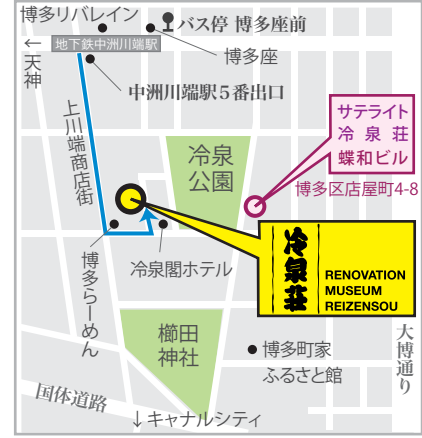 博多リバレイン
バス停 博多座前
地下鉄中洲川端駅
博多座
←天神
中洲川端駅5番出口
上川端商店街
サテライト
冷泉荘
蝶和ビル
冷泉
公園
博多区店屋町4-8
博多らーめん
冷泉閣ホテル
冷泉荘
RENOVATION
MUSEUM
REIZENSOU
櫛田
神社
博多町家
ふるさと館
大博通り
国体道路
↓キャナルシティ